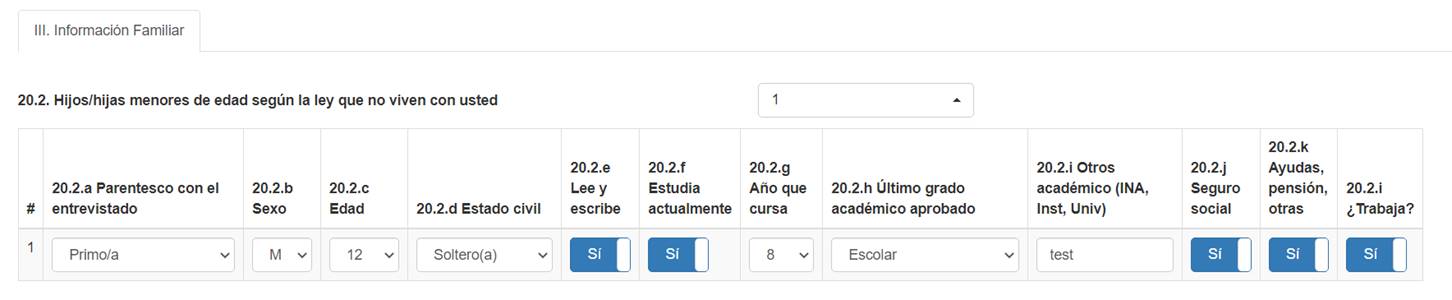 III. Información Familiar
20.2. Hijos/hijas menores de edad según la ley que no viven con usted
1
#
20.2.a Parentesco con el
entrevistado
20.2.b
Sexo
20.2.c
Edad
20.2.d Estado civil
20.2.e
Lee y
escribe
20.2.f
Estudia
actualmente
20.2.g
Año que
cursa
20.2.h Último grado
académico aprobado
20.2.i Otros
académico (INA,
Inst, Univ)
20.2.j
Seguro
social
20.2.k
Ayudas,
pensión,
otras
20.2.i
¿Trabaja?
1
Primo/a
M
12
Soltero(a)
Sí
Sí
8
Escolar
test
Sí
Sí
Sí